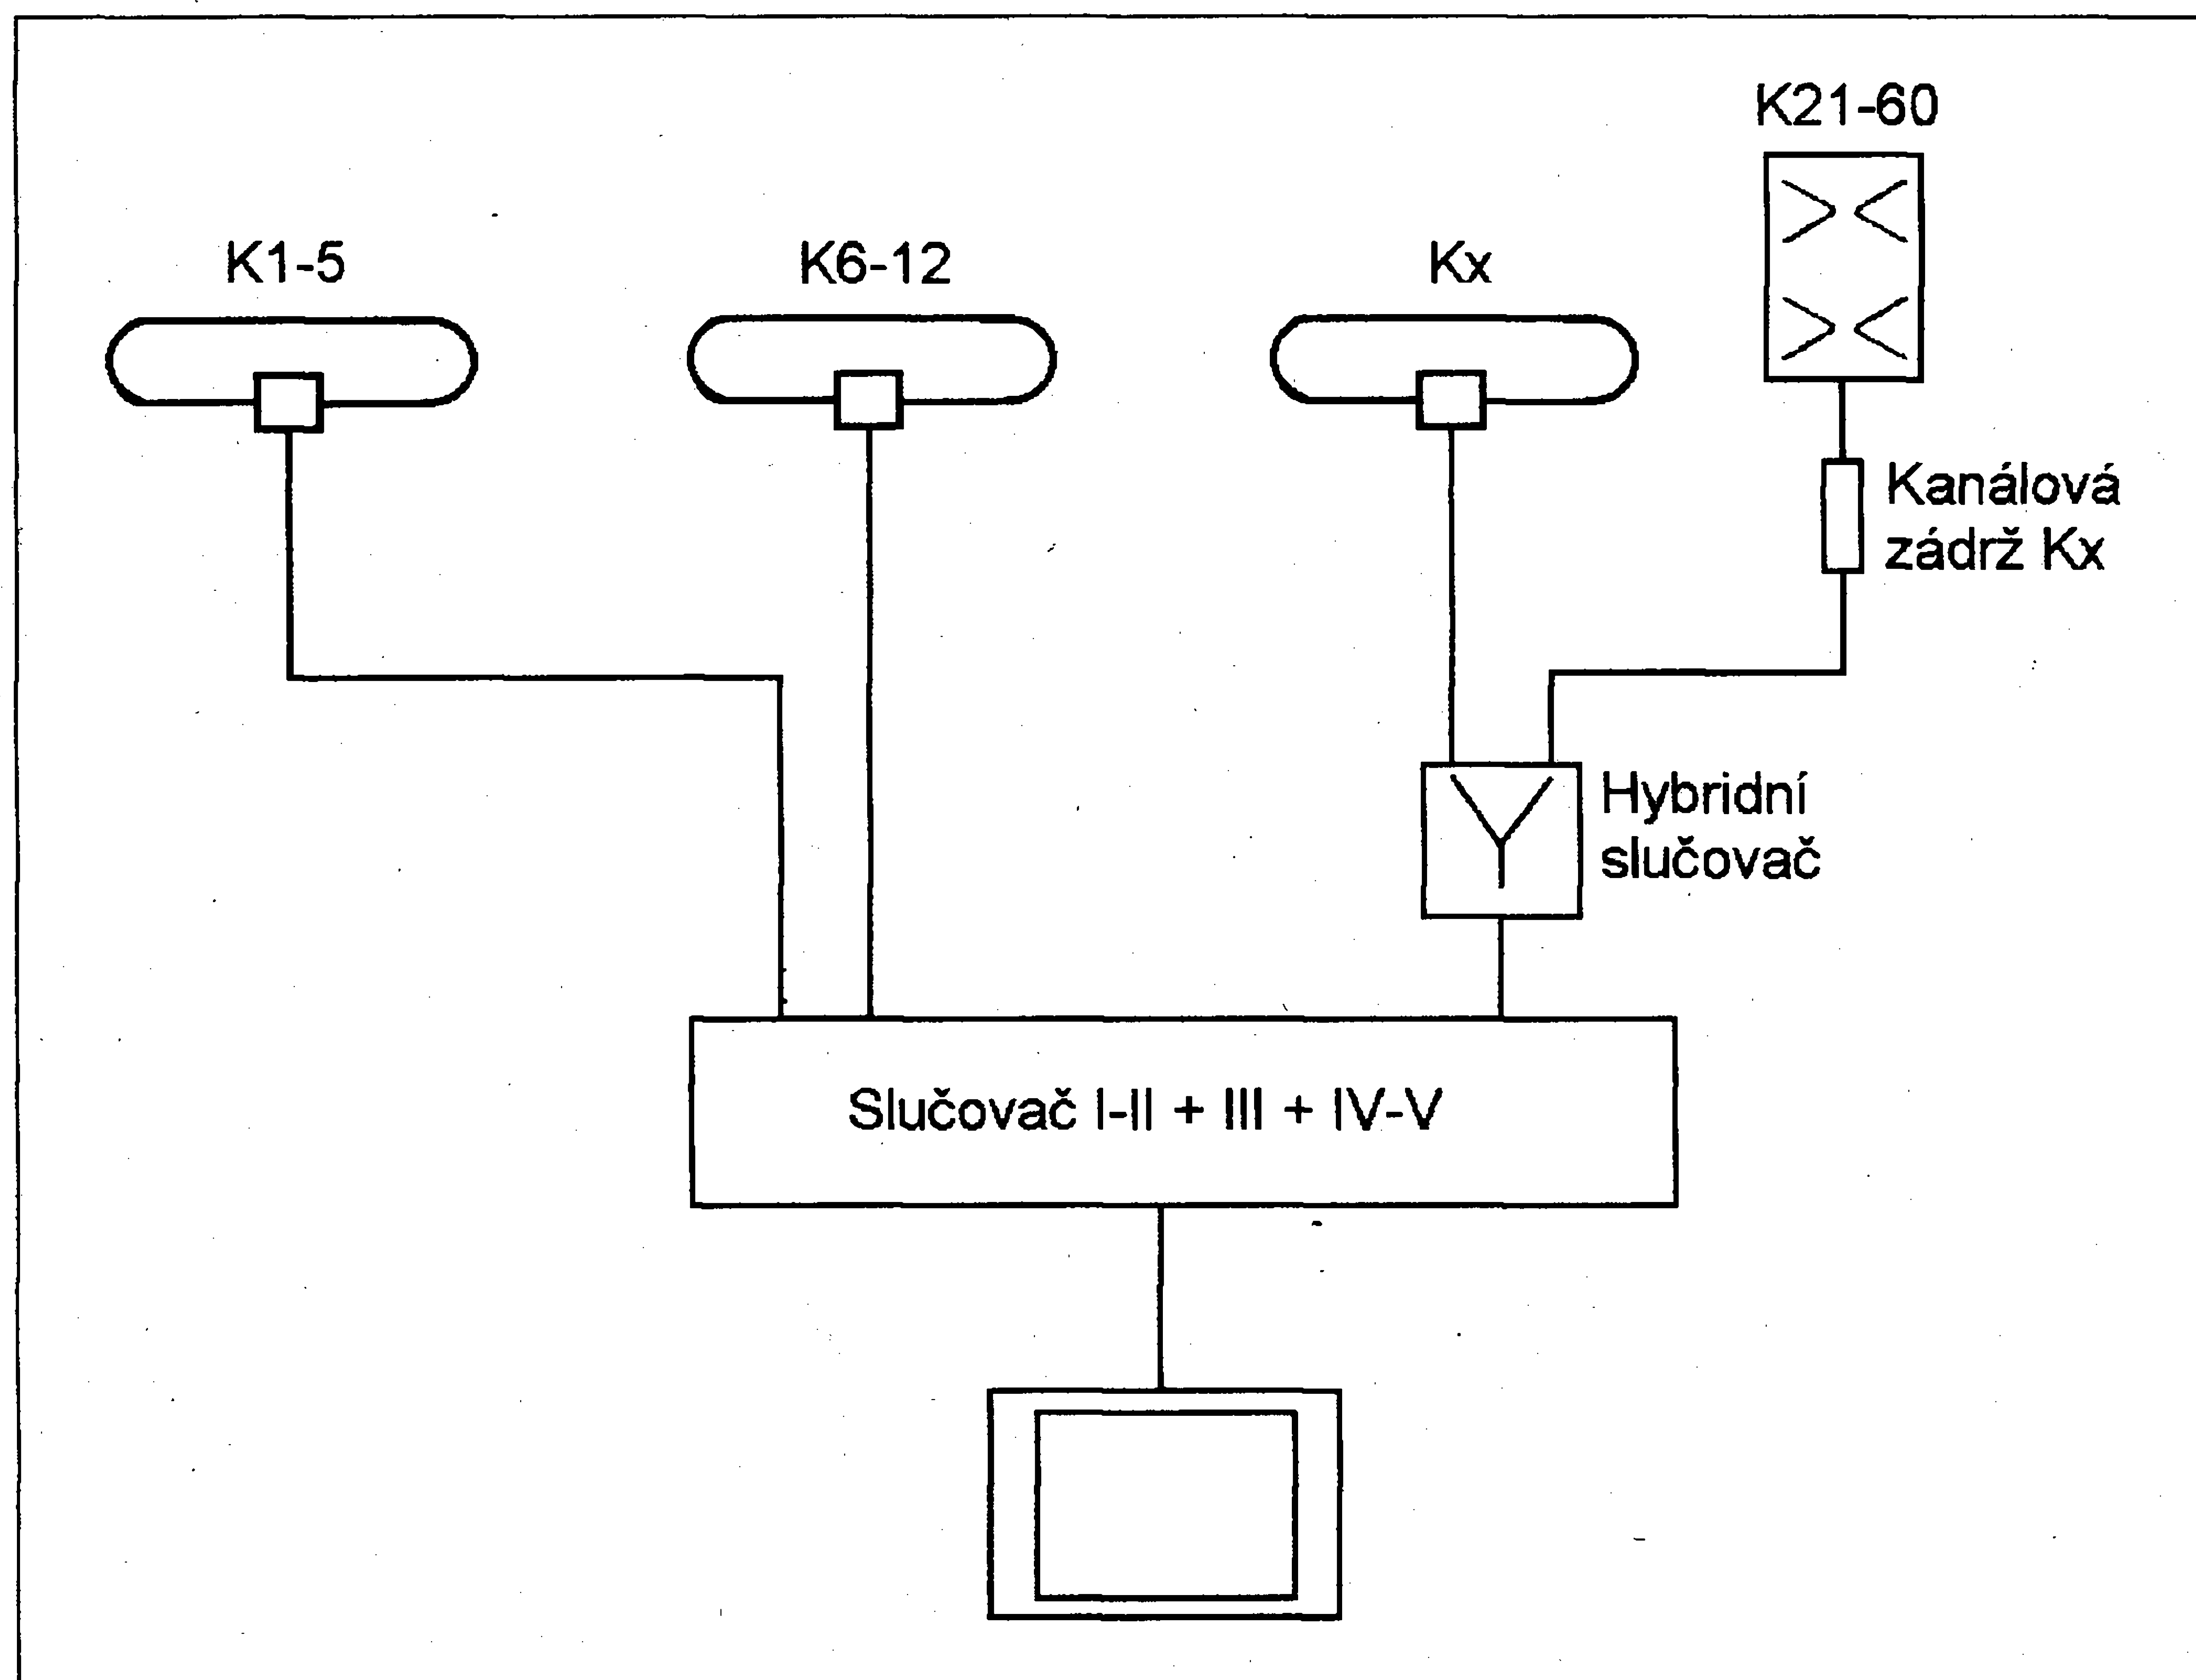 K21-60
K1-5
K6-12
Kx
Kanálová
zádrž Kx
Hybridní
slučovač
Slučovač I-II + III + IV-V